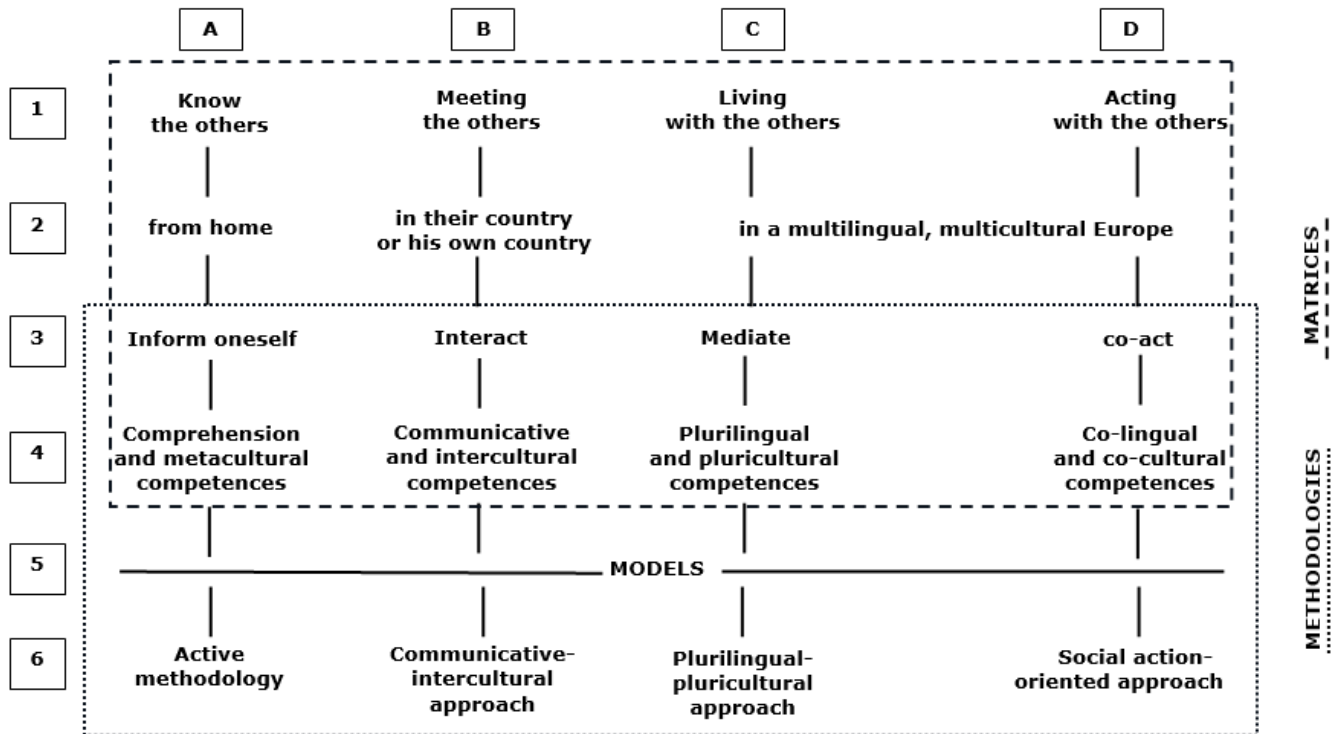 A
B
C
D
1
Know
the others
Meeting
the others
Living
with the others
Acting
with the others
2
from home
in their country
or his own country
in a multilingual, multicultural Europe
3
Inform oneself
Interact
Mediate
co-act
4
Comprehension
and metacultural
competences
Communicative
and intercultural
competences
Plurilingual
and pluricultural
competences
Co-lingual
and co-cultural
competences
5
MODELS
6
Active
methodology
Communicative-
intercultural
approach
Plurilingual-
pluricultural
approach
Social action-
oriented approach
MATRICES
METHODOLOGIES